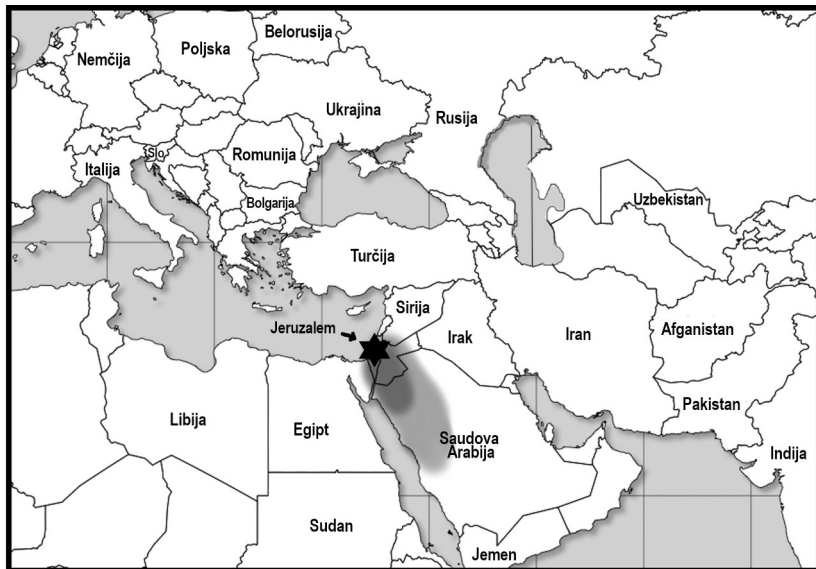 Belorusija
Poljska
Nemčija
Ukrajina
Rusija
Slo
Romunija
Italija
Uzbekistan
Bolgarija
Turčija
Sirija
Jeruzalem
Irak
Iran
Afganistan
Pakistan
Libija
Egipt
Saudova
Arabija
Indija
Sudan
Jemen